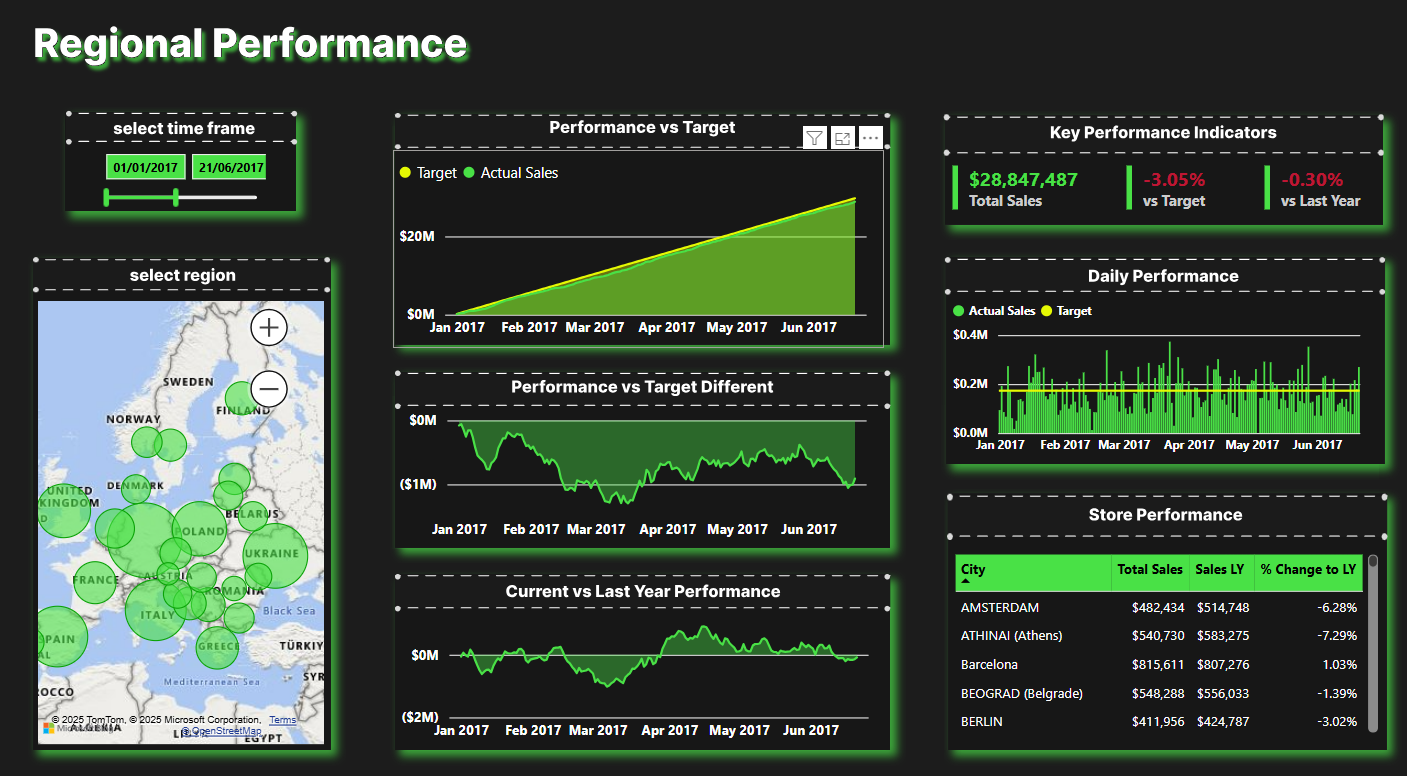 Regional Performance
select time frame
01/01/2017 21/06/2017
select region
SWEDEN
FINLAND
NORWAY
DENMARK
UNITED
KINGDOM
BELARUS
POLAND
UKRAINE
FRANCE
AUSTRIA
ROMANIA
Black Sea
ITALY
PAIN
AL
GREECE
TÜRKİY
Mediterranean Sea
SYR
OCCO
© 2025 TomTom, © 2025 Microsoft Corporation, Terms
© OpenStreetMap
ALGERIA
EGYPT
Performance vs Target
Target Actual Sales
$20M
$0M
Jan 2017 Feb 2017 Mar 2017 Apr 2017 May 2017 Jun 2017
Performance vs Target Different
$0M
($1M)
Jan 2017 Feb 2017 Mar 2017 Apr 2017 May 2017 Jun 2017
Current vs Last Year Performance
$0M
($2M)
Jan 2017 Feb 2017 Mar 2017 Apr 2017 May 2017 Jun 2017
Key Performance Indicators
$28,847,487 -3.05% -0.30%
Total Sales vs Target vs Last Year
Daily Performance
Actual Sales Target
$0.4M
$0.2M
$0.0M
Jan 2017 Feb 2017 Mar 2017 Apr 2017 May 2017 Jun 2017
Store Performance
City Total Sales Sales LY % Change to LY
AMSTERDAM $482,434 $514,748 -6.28%
ATHINAI (Athens) $540,730 $583,275 -7.29%
Barcelona $815,611 $807,276 1.03%
BEOGRAD (Belgrade) $548,288 $556,033 -1.39%
BERLIN $411,956 $424,787 -3.02%